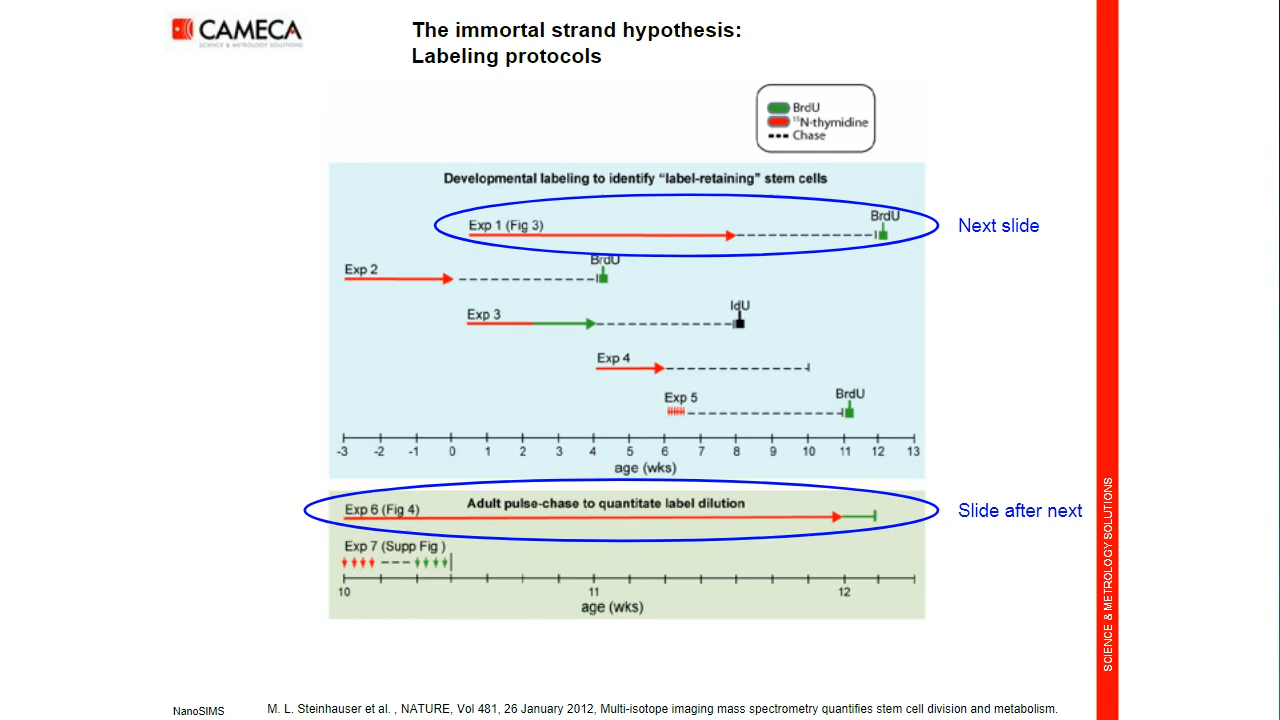 CAMECA
SCIENCE & METROLOGY SOLUTIONS
The immortal strand hypothesis:
Labeling protocols
BrdU
¹⁵N-thymidine
Chase
Developmental labeling to identify “label-retaining” stem cells
Exp 1 (Fig 3)
BrdU
Next slide
Exp 2
BrdU
Exp 3
IdU
Exp 4
Exp 5
BrdU
-3 -2 -1 0 1 2 3 4 5 6 7 8 9 10 11 12 13
age (wks)
Adult pulse-chase to quantitate label dilution
Exp 6 (Fig 4)
Slide after next
Exp 7 (Supp Fig )
10 11 12
age (wks)
SCIENCE & METROLOGY SOLUTIONS
NanoSIMS
M. L. Steinhauser et al. , NATURE, Vol 481, 26 January 2012, Multi-isotope imaging mass spectrometry quantifies stem cell division and metabolism.